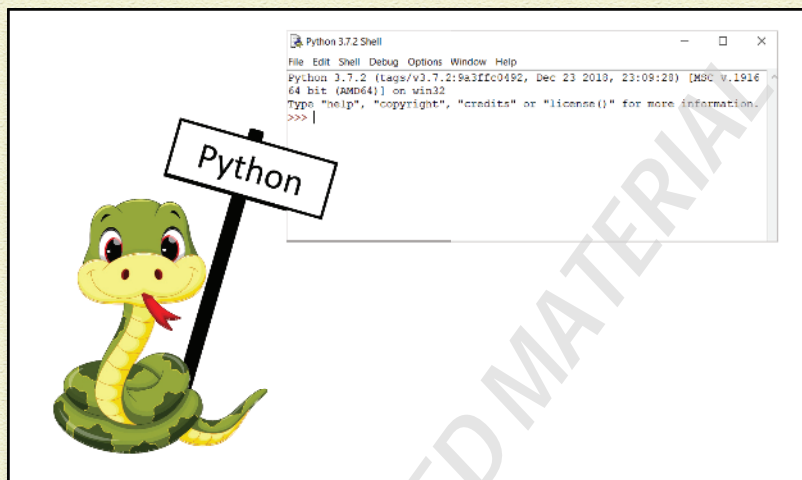 Python 3.7.2 Shell
File Edit Shell Debug Options Window Help
Python 3.7.2 (tags/v3.7.2:9a3ffc0492, Dec 23 2018, 23:09:28) [MSC v.1916
64 bit (AMD64)] on win32
Type "help", "copyright", "credits" or "license()" for more information.
>>>
Python
ED MATERIAL